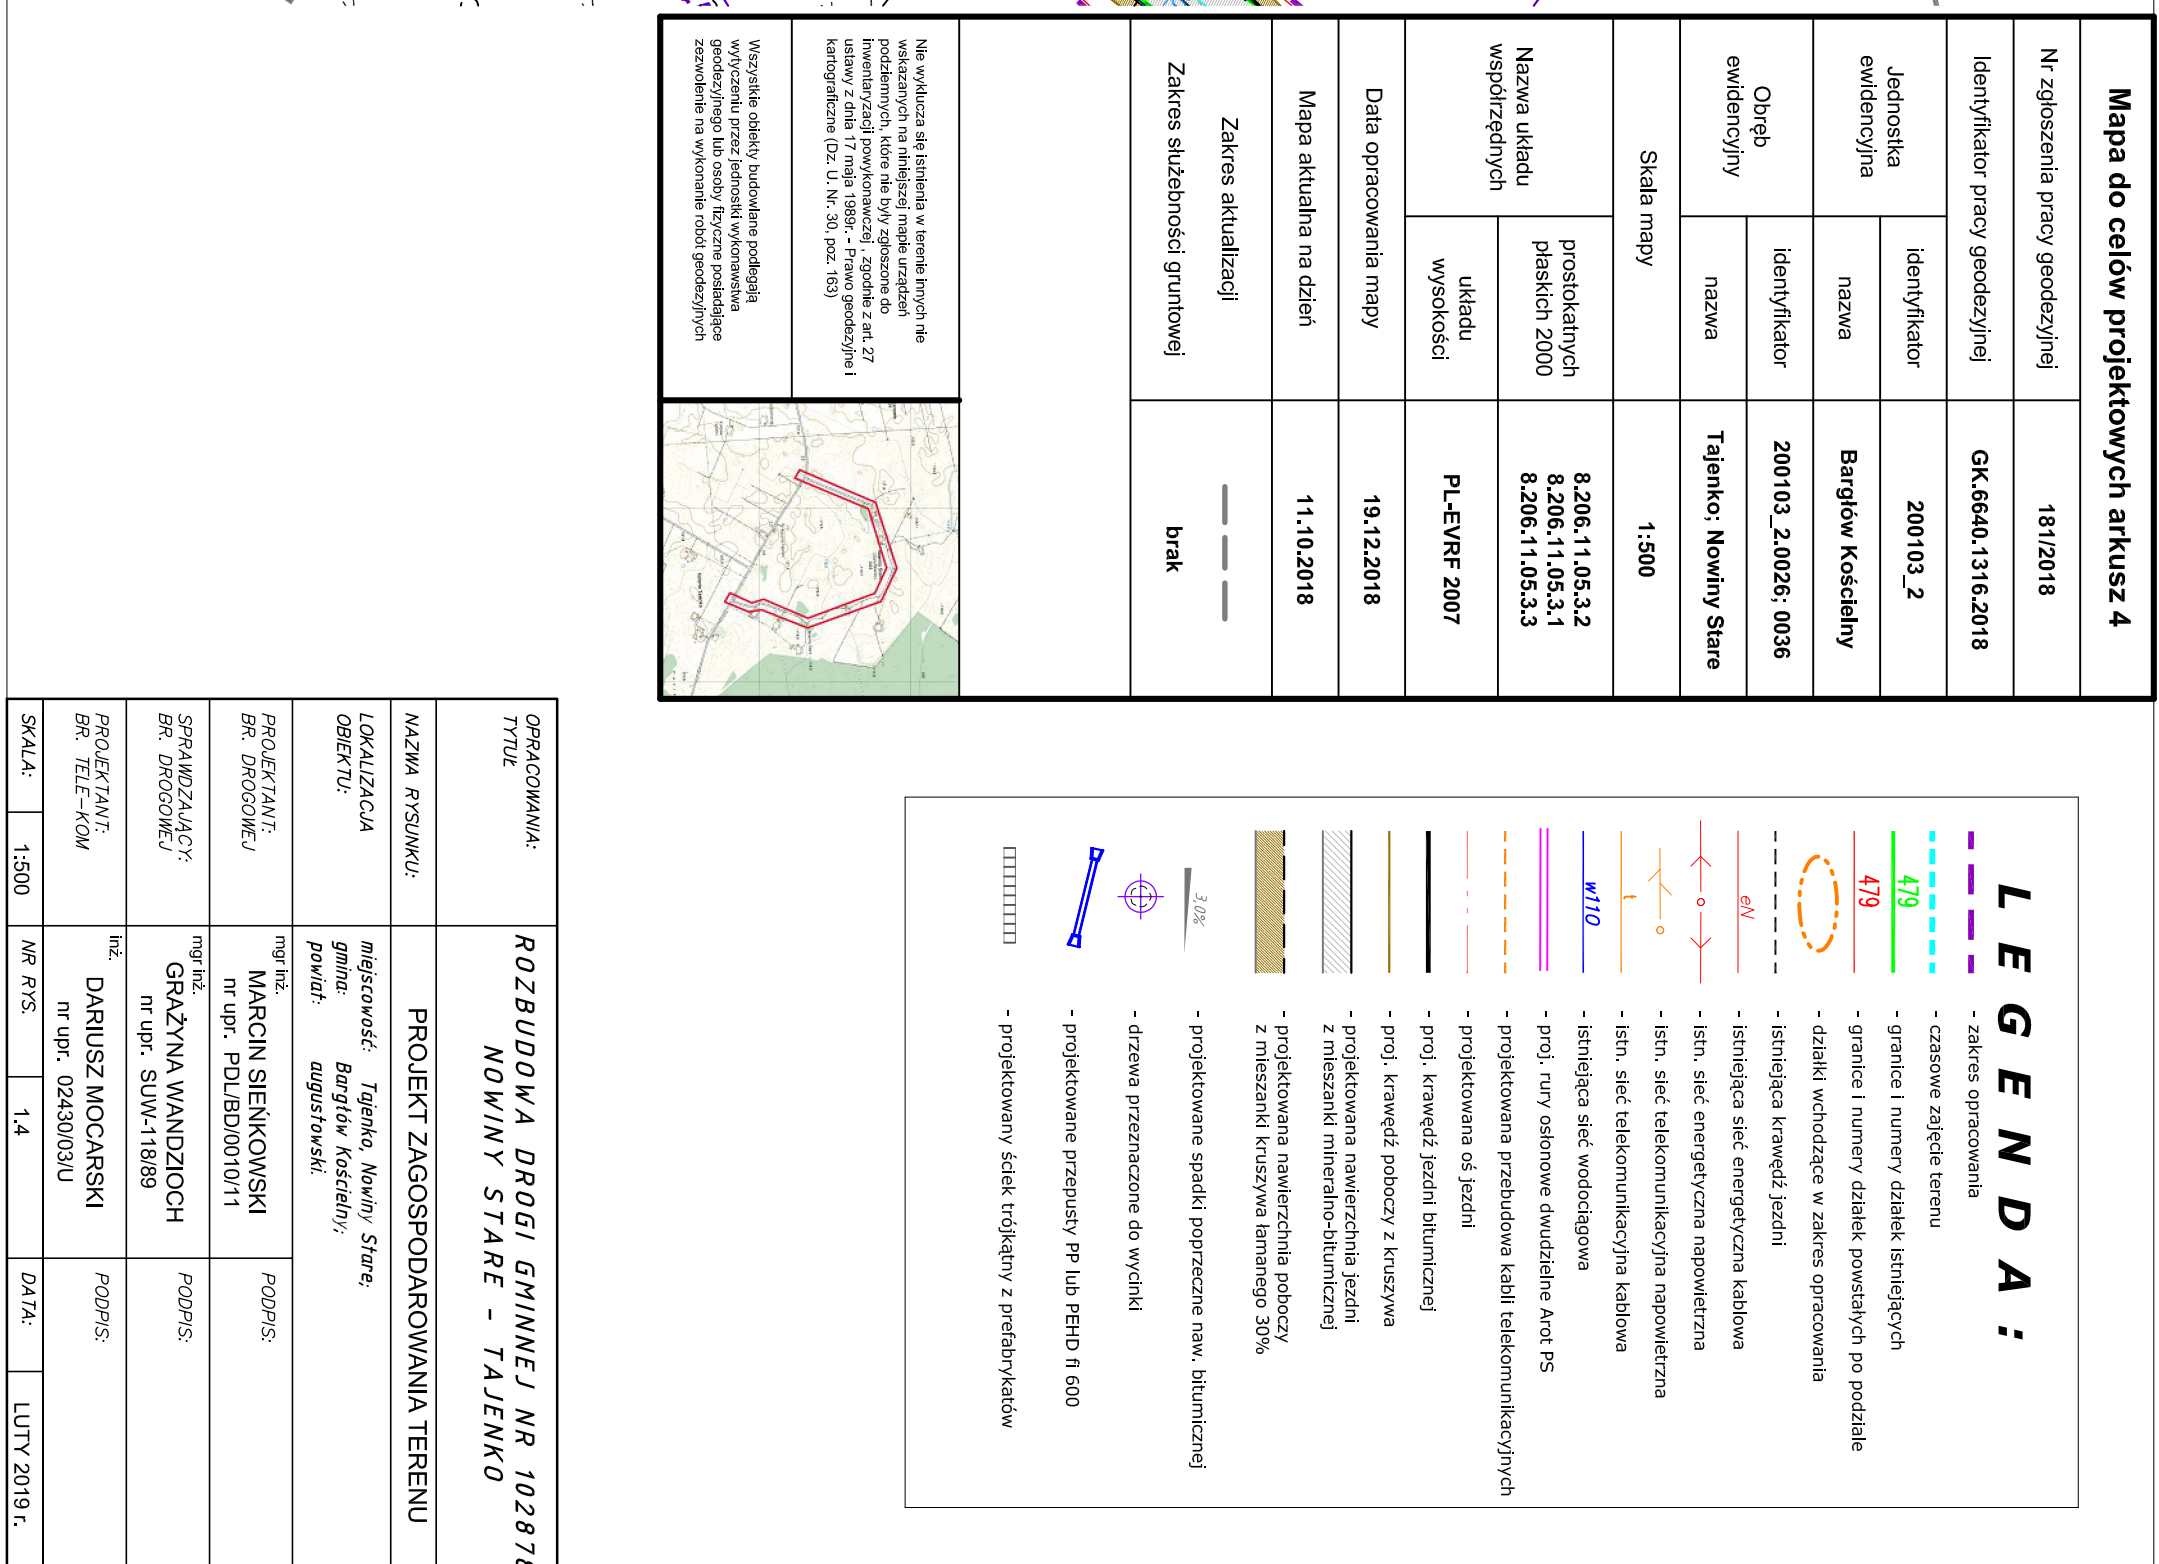 Mapa do celów projektowych arkusz 4
Nr zgłoszenia pracy geodezyjnej
181/2018
Identyfikator pracy geodezyjnej
GK.6640.1316.2018
Jednostka
ewidencyjna
identyfikator
200103_2
nazwa
Bargłów Kościelny
Obręb
ewidencyjny
identyfikator
200103_2.0026; 0036
nazwa
Tajenko; Nowiny Stare
Skala mapy
1:500
Nazwa układu
współrzędnych
prostokatnych
płaskich 2000
8.206.11.05.3.2
8.206.11.05.3.1
8.206.11.05.3.3
układu
wysokości
PL-EVRF 2007
Data opracowania mapy
19.12.2018
Mapa aktualna na dzień
11.10.2018
Zakres aktualizacji
Zakres służebności gruntowej
brak
Nie wyklucza się istnienia w terenie innych nie
wskazanych na niniejszej mapie urządzeń
podziemnych, które nie były zgłoszone do
inwentaryzacji powykonawczej , zgodnie z art. 27
ustawy z dnia 17 maja 1989r. - Prawo geodezyjne i
kartograficzne (Dz. U. Nr. 30, poz. 163)
Wszystkie obiekty budowlane podlegają
wytyczeniu przez jednostki wykonawstwa
geodezyjnego lub osoby fizyczne posiadające
zezwolenie na wykonanie robót geodezyjnych
L E G E N D A :
- zakres opracowania
- czasowe zajęcie terenu
479
- granice i numery działek istniejących
479
- granice i numery działek powstałych po podziale
- działki wchodzące w zakres opracowania
- istniejąca krawędź jezdni
eN
- istniejąca sieć energetyczna kablowa
- istn. sieć energetyczna napowietrzna
- istn. sieć telekomunikacyjna napowietrzna
t
- istn. sieć telekomunikacyjna kablowa
w110
- istniejąca sieć wodociągowa
- proj. rury osłonowe dwudzielne Arot PS
- projektowana przebudowa kabli telekomunikacyjnych
- projektowana oś jezdni
- proj. krawędź jezdni bitumicznej
- proj. krawędź poboczy z kruszywa
- projektowana nawierzchnia jezdni
z mieszanki mineralno-bitumicznej
- projektowana nawierzchnia poboczy
z mieszanki kruszywa łamanego 30%
3,0%
- projektowane spadki poprzeczne naw. bitumicznej
- drzewa przeznaczone do wycinki
- projektowane przepusty PP lub PEHD fi 600
- projektowany ściek trójkątny z prefabrykatów
OPRACOWANIA:
TYTUŁ
ROZBUDOWA DROGI GMINNEJ NR 102878
NOWINY STARE - TAJENKO
NAZWA RYSUNKU:
PROJEKT ZAGOSPODAROWANIA TERENU
LOKALIZACJA
OBIEKTU:
miejscowość: Tajenko, Nowiny Stare;
gmina: Bargłów Kościelny;
powiat: augustowski.
PROJEKTANT:
BR. DROGOWEJ
mgr inż.
MARCIN SIEŃKOWSKI
nr upr. PDL/BD/0010/11
PODPIS:
SPRAWDZAJĄCY:
BR. DROGOWEJ
mgr inż.
GRAŻYNA WANDZIOCH
nr upr. SUW-118/89
PODPIS:
PROJEKTANT:
BR. TELE-KOM
inż.
DARIUSZ MOCARSKI
nr upr. 02430/03/U
PODPIS:
SKALA:
1:500
NR RYS.
1.4
DATA:
LUTY 2019 r.